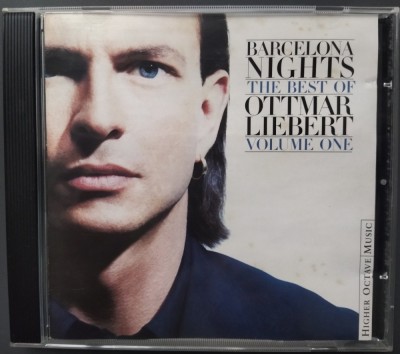 BARCELONA
NIGHTS
THE BEST OF
OTTMAR
LIEBERT
VOLUME ONE
HIGHER OCTAVE MUSIC